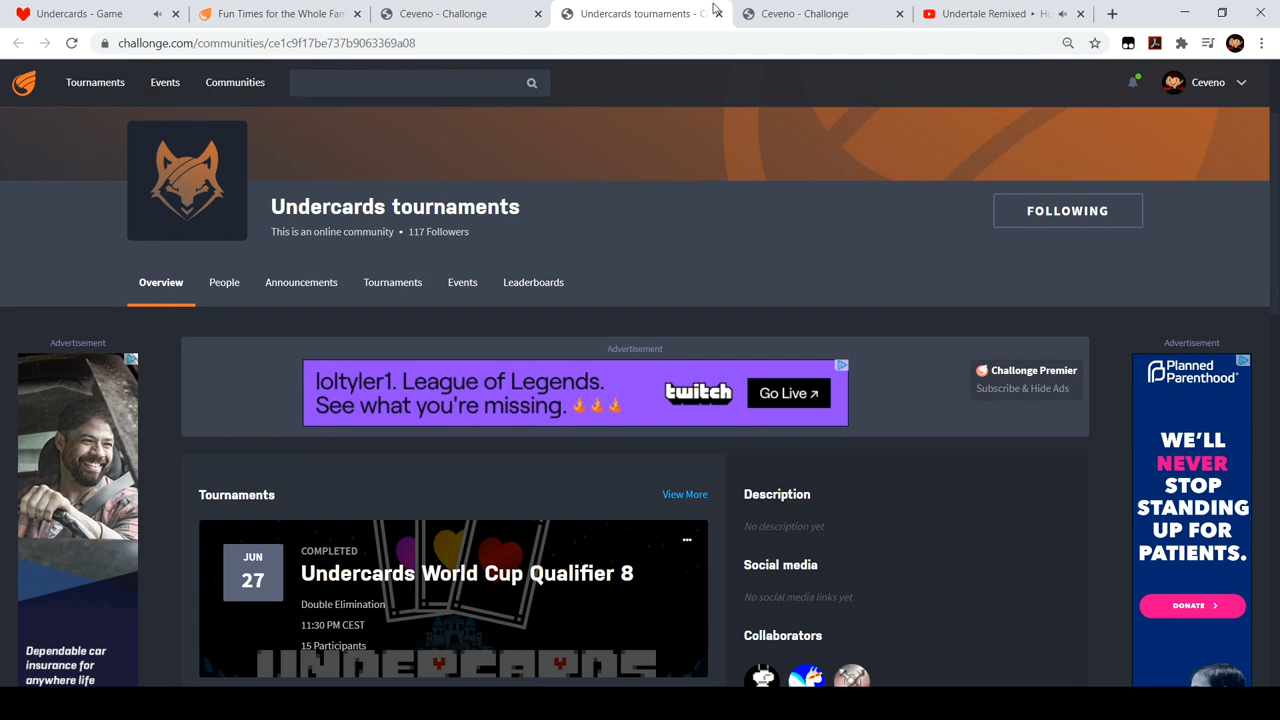 Undercards - Game
Fun Times for the Whole Fam
Ceveno - Challonge
Undercards tournaments - C
Ceveno - Challonge
Undertale Remixed ‣ Ho
challonge.com/communities/ce1c9f17be737b9063369a08
Tournaments
Events
Communities
Ceveno
Undercards tournaments
This is an online community • 117 Followers
FOLLOWING
Overview
People
Announcements
Tournaments
Events
Leaderboards
Advertisement
Advertisement
Advertisement
loltyler1. League of Legends.
See what you're missing.
twitch
Go Live ↗
Challonge Premier
Subscribe & Hide Ads
Planned
Parenthood®
WE'LL
NEVER
STOP
STANDING
UP FOR
PATIENTS.
DONATE
Tournaments
View More
JUN
27
COMPLETED
Undercards World Cup Qualifier 8
Double Elimination
11:30 PM CEST
15 Participants
UNDERCARDS
Description
No description yet
Social media
No social media links yet
Collaborators
Dependable car
insurance for
anywhere life